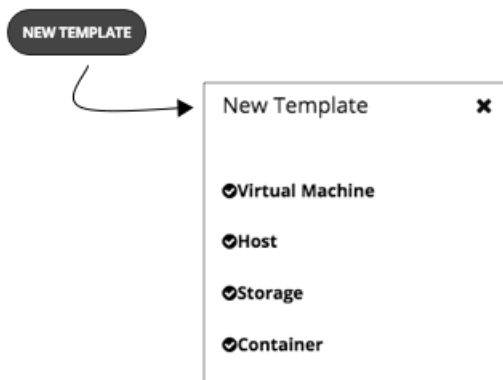 NEW TEMPLATE
New Template
Virtual Machine
Host
Storage
Container